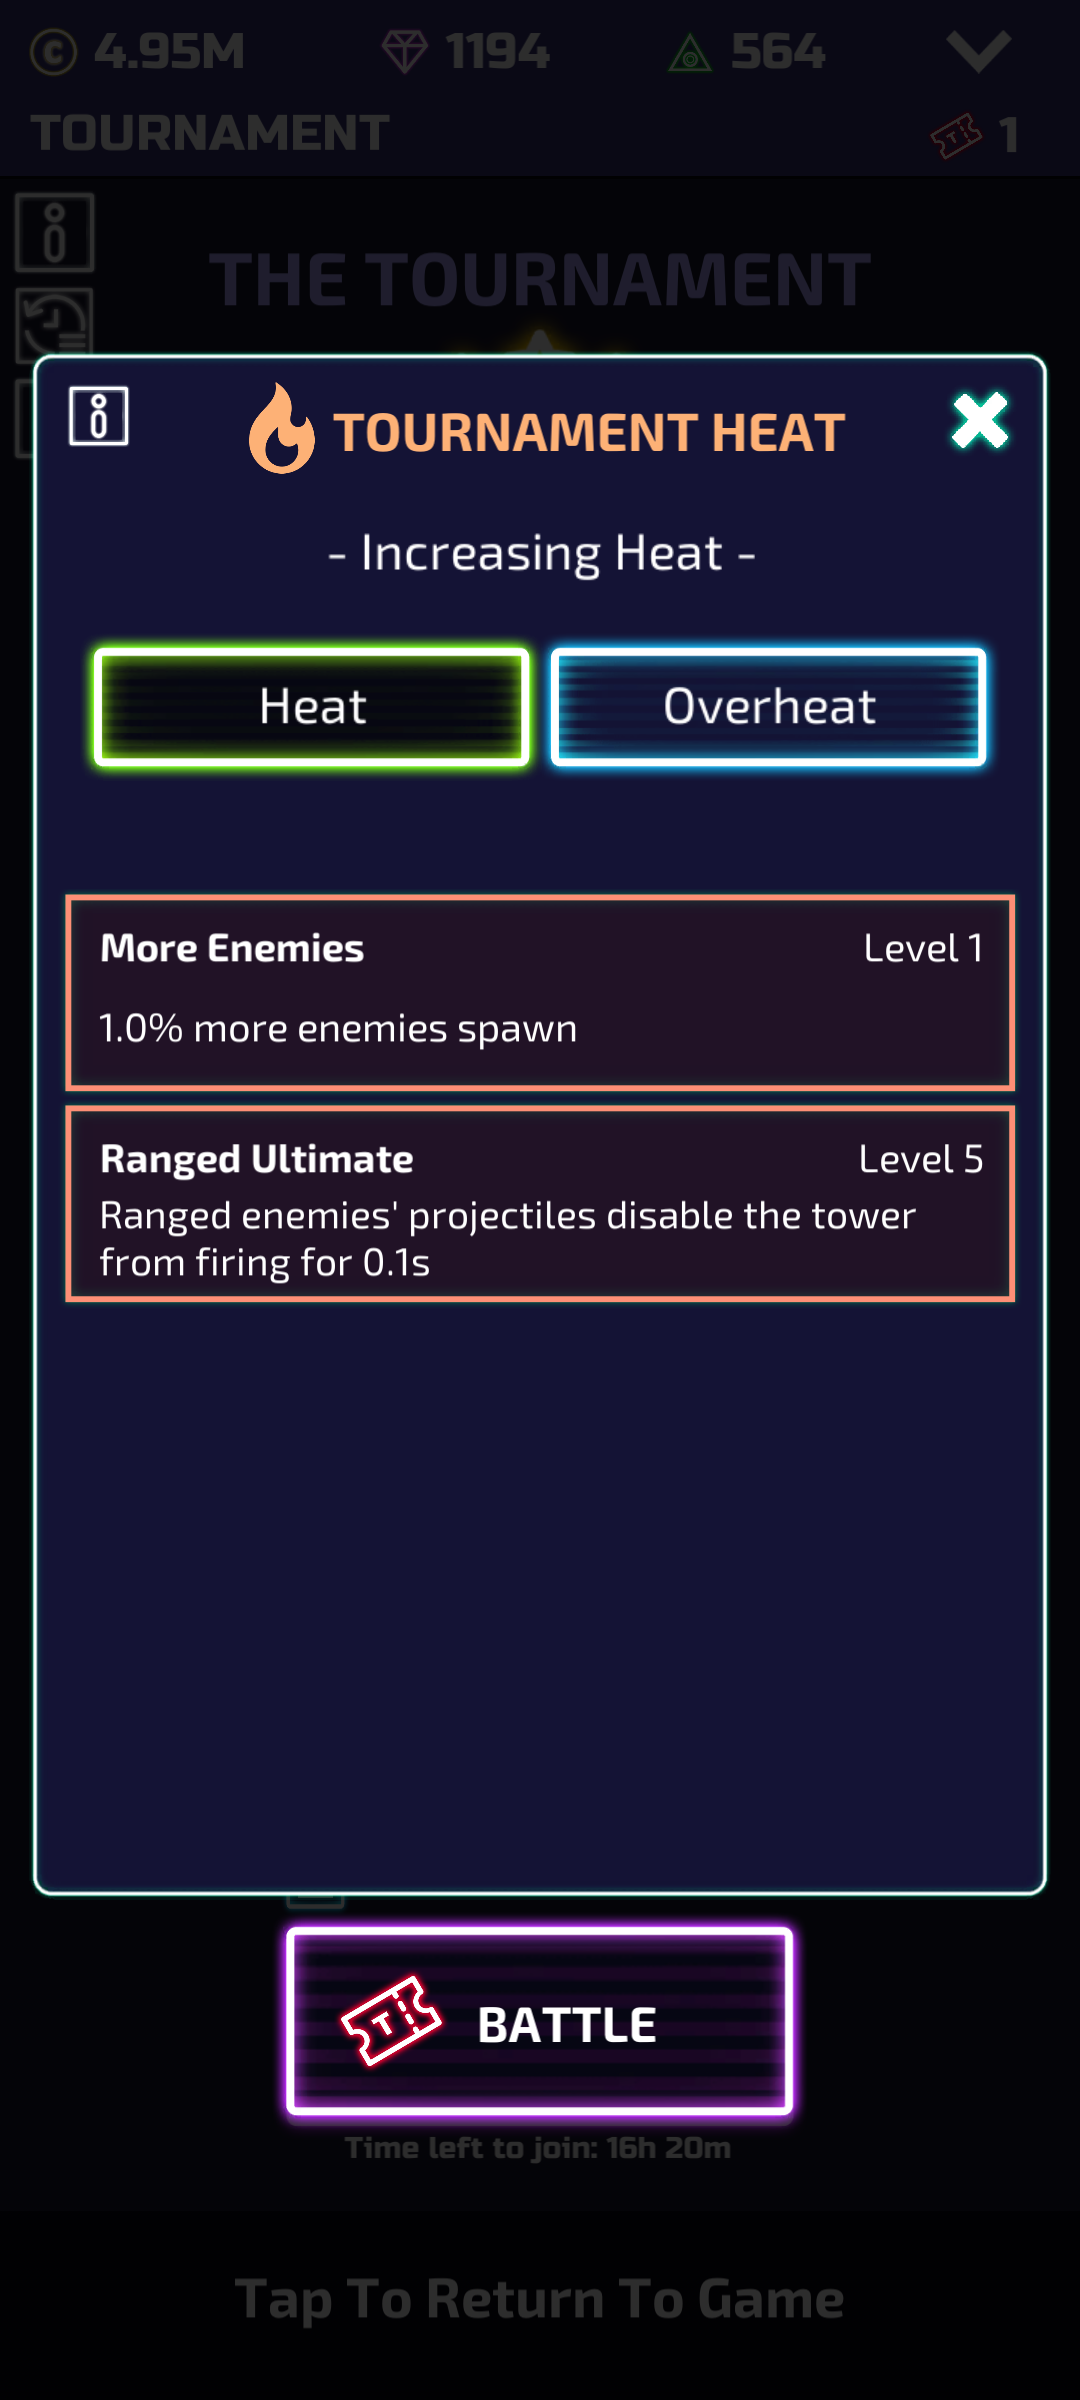 4.95M 1194 564
TOURNAMENT 1
THE TOURNAMENT
TOURNAMENT HEAT
- Increasing Heat -
Heat Overheat
More Enemies Level 1
1.0% more enemies spawn
Ranged Ultimate Level 5
Ranged enemies' projectiles disable the tower
from firing for 0.1s
BATTLE
Time left to join: 16h 20m
Tap To Return To Game